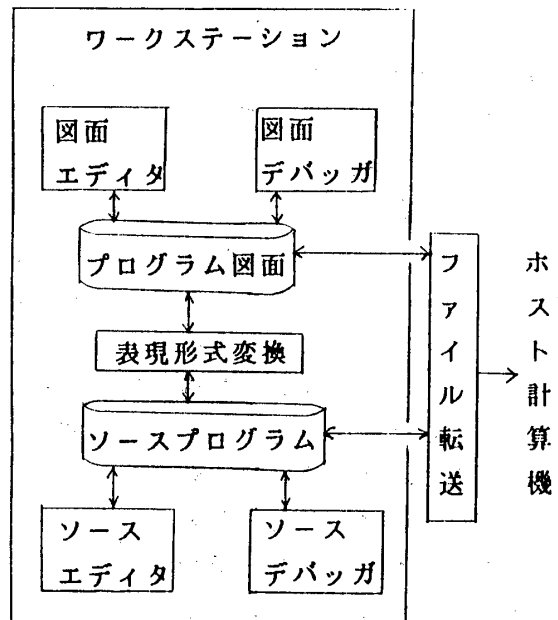 ワークステーション
図面
エディタ
図面
デバッガ
プログラム図面
表現形式変換
ソースプログラム
ソース
エディタ
ソース
デバッガ
ファイル転送
ホスト計算機